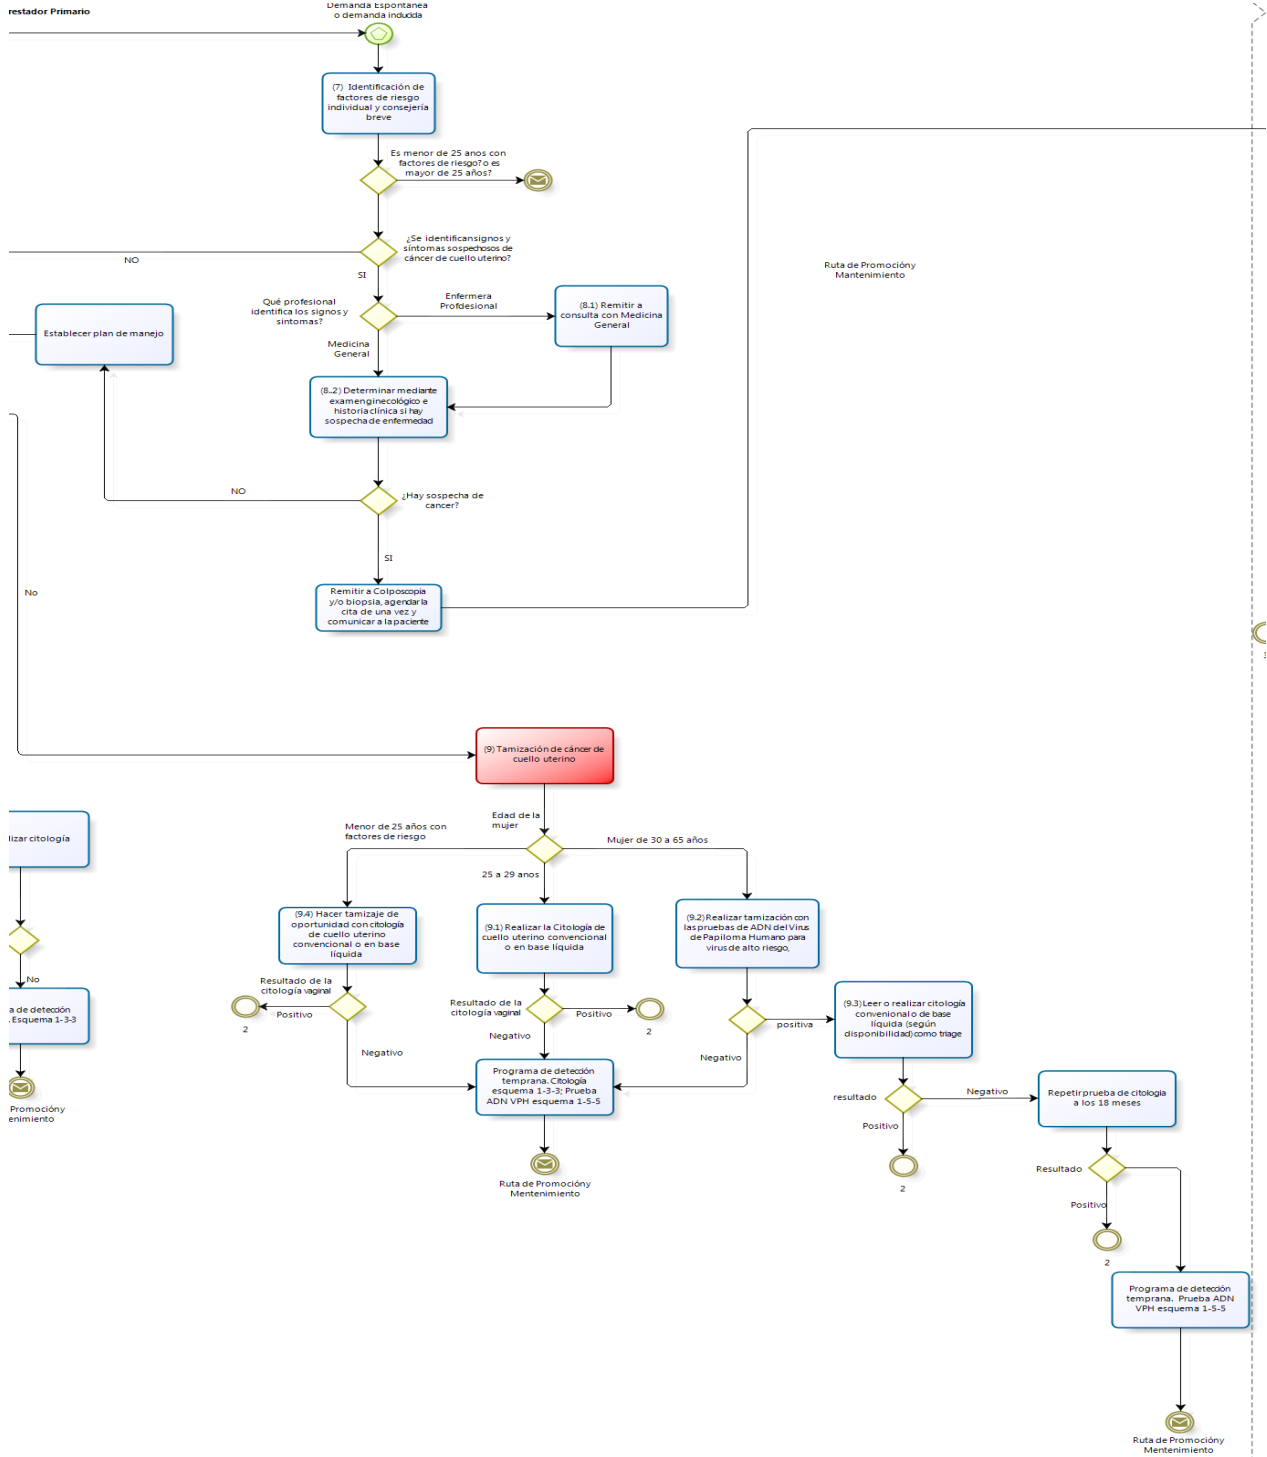 restador Primario
Demanda Espontanea
o demanda inducida
(7) Identificación de
factores de riesgo
individual y consejería
breve
Es menor de 25 anos con
factores de riesgo? o es
mayor de 25 años?
¿Se identifican signos y
síntomas sospechosos de
cáncer de cuello uterino?
NO
SI
Ruta de Promoción y
Mantenimiento
Qué profesional
identifica los signos y
sintomas?
Enfermera
Profdesional
(8.1) Remitir a
consulta con Medicina
General
Establecer plan de manejo
Medicina
General
(8..2) Determinar mediante
examen ginecológico e
historia clínica si hay
sospecha de enfermedad
NO
¿Hay sospecha de
cancer?
SI
No
Remitir a Colposcopia
y/o biopsia, agendar la
cita de una vez y
comunicar a la paciente
(9) Tamización de cáncer de
cuello uterino
Edad de la
mujer
Menor de 25 años con
factores de riesgo
Mujer de 30 a 65 años
25 a 29 anos
lizar citología
(9.4) Hacer tamizaje de
oportunidad con citología
de cuello uterino
convencional o en base
líquida
(9.1) Realizar la Citología de
cuello uterino convencional
o en base líquida
(9.2) Realizar tamización con
las pruebas de ADN del Virus
de Papiloma Humano para
virus de alto riesgo,
No
a de detección
. Esquema 1-3-3
Promoción y
enimiento
Resultado de la
citología vaginal
Positivo
2
Negativo
Resultado de la
citología vaginal
Positivo
2
Negativo
positiva
Negativo
(9.3) Leer o realizar citología
convenional o de base
líquida (según
disponibilidad) como triage
Programa de detección
temprana. Citología
esquema 1-3-3; Prueba
ADN VPH esquema 1-5-5
Ruta de Promoción y
Mentenimiento
resultado
Negativo
Positivo
2
Repetir prueba de citologia
a los 18 meses
Resultado
Positivo
2
Programa de detección
temprana. Prueba ADN
VPH esquema 1-5-5
Ruta de Promoción y
Mentenimiento